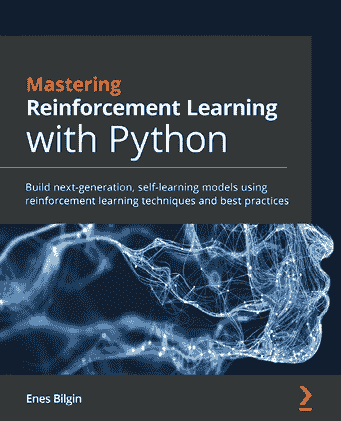 Mastering
Reinforcement Learning
with Python
Build next-generation, self-learning models using
reinforcement learning techniques and best practices
Enes Bilgin